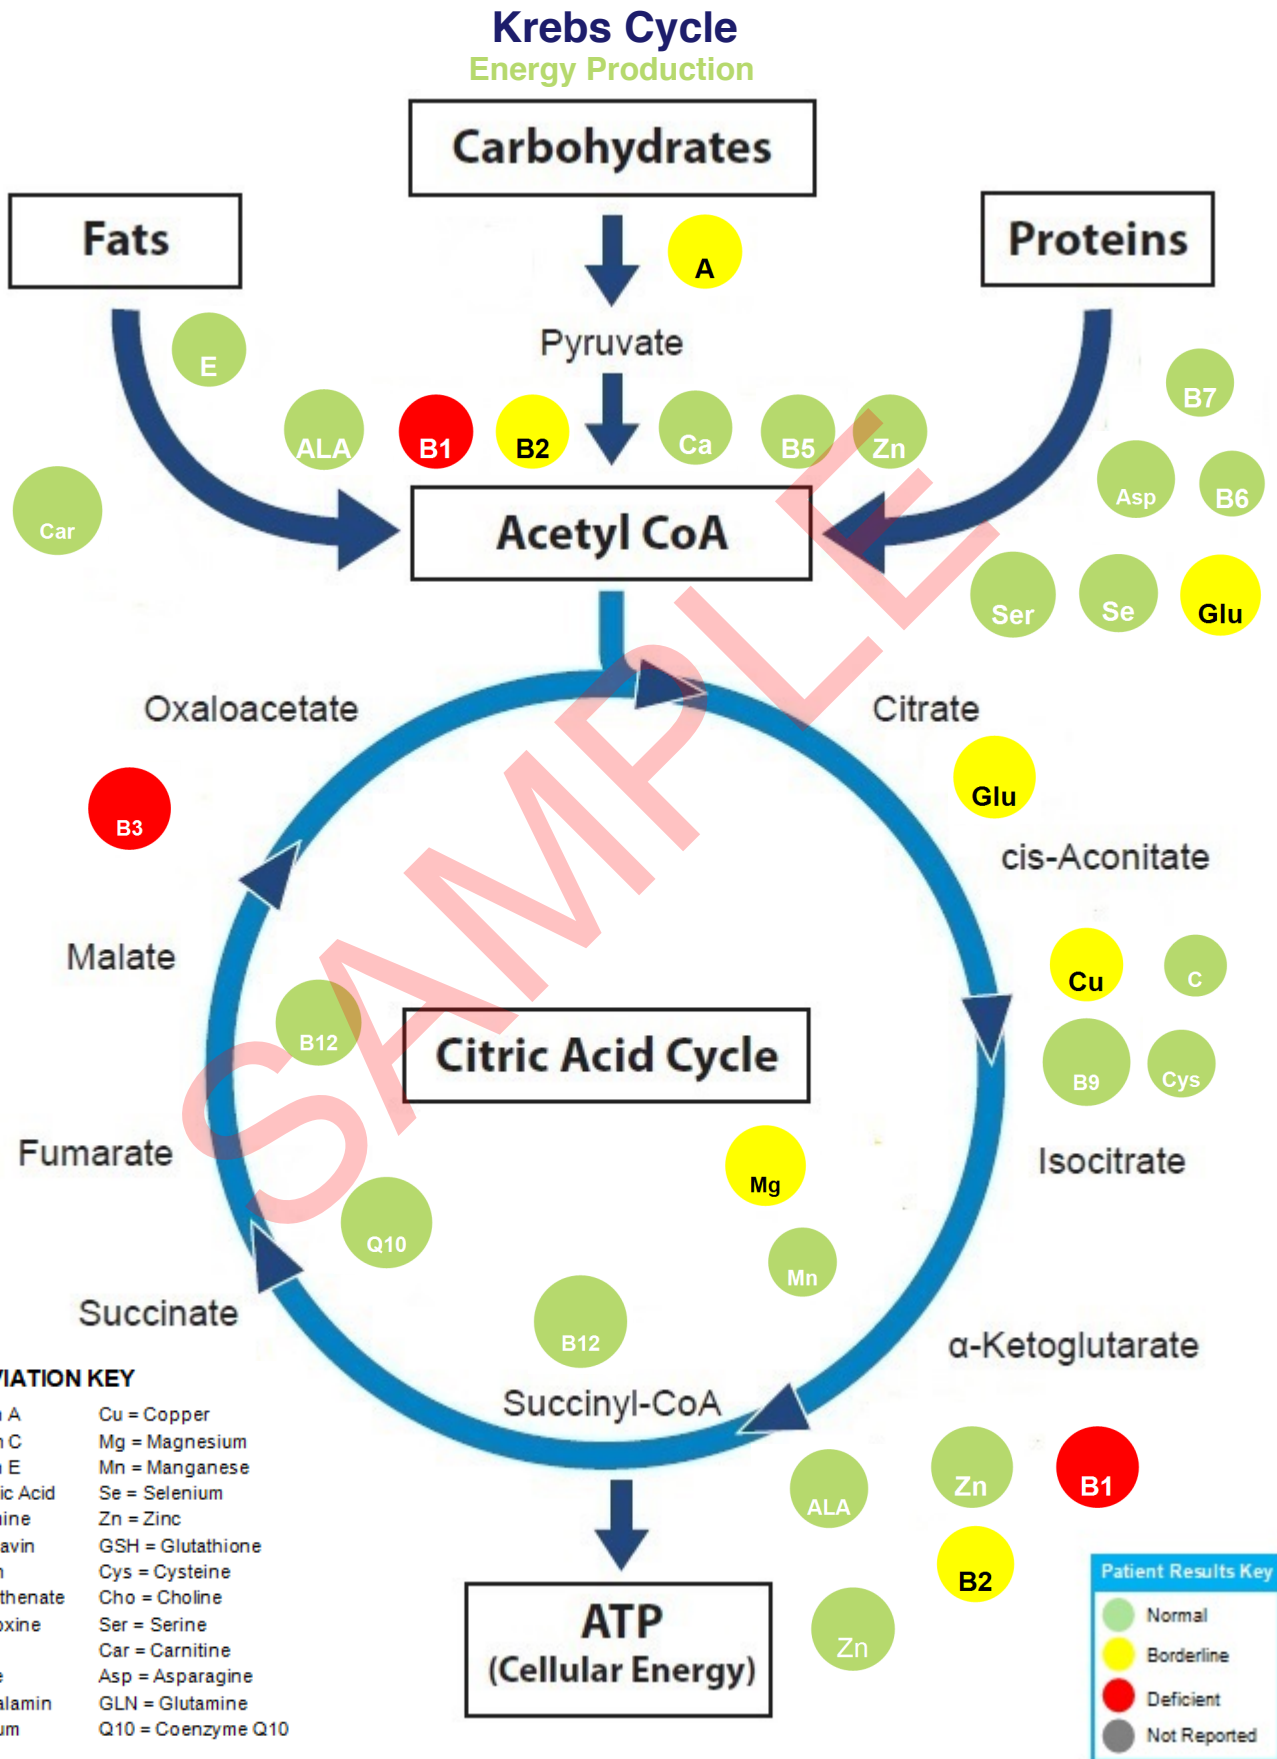 Krebs Cycle
Energy Production
Carbohydrates
Fats
Proteins
A
Pyruvate
E
B7
ALA
B1
B2
Ca
B5
Zn
Asp
B6
Car
Acetyl CoA
Ser
Se
Glu
SAMPLE
Oxaloacetate
Citrate
Glu
B3
cis-Aconitate
Malate
Cu
C
B12
Citric Acid Cycle
B9
Cys
Fumarate
Isocitrate
Mg
Q10
Mn
Succinate
B12
α-Ketoglutarate
Succinyl-CoA
ALA
Zn
B1
B2
Zn
ATP
(Cellular Energy)
VIATION KEY
A Cu = Copper
C Mg = Magnesium
E Mn = Manganese
ic Acid Se = Selenium
ine Zn = Zinc
avin GSH = Glutathione
Cys = Cysteine
thenate Cho = Choline
oxine Ser = Serine
Car = Carnitine
e Asp = Asparagine
alamin GLN = Glutamine
um Q10 = Coenzyme Q10
Patient Results Key
Normal
Borderline
Deficient
Not Reported